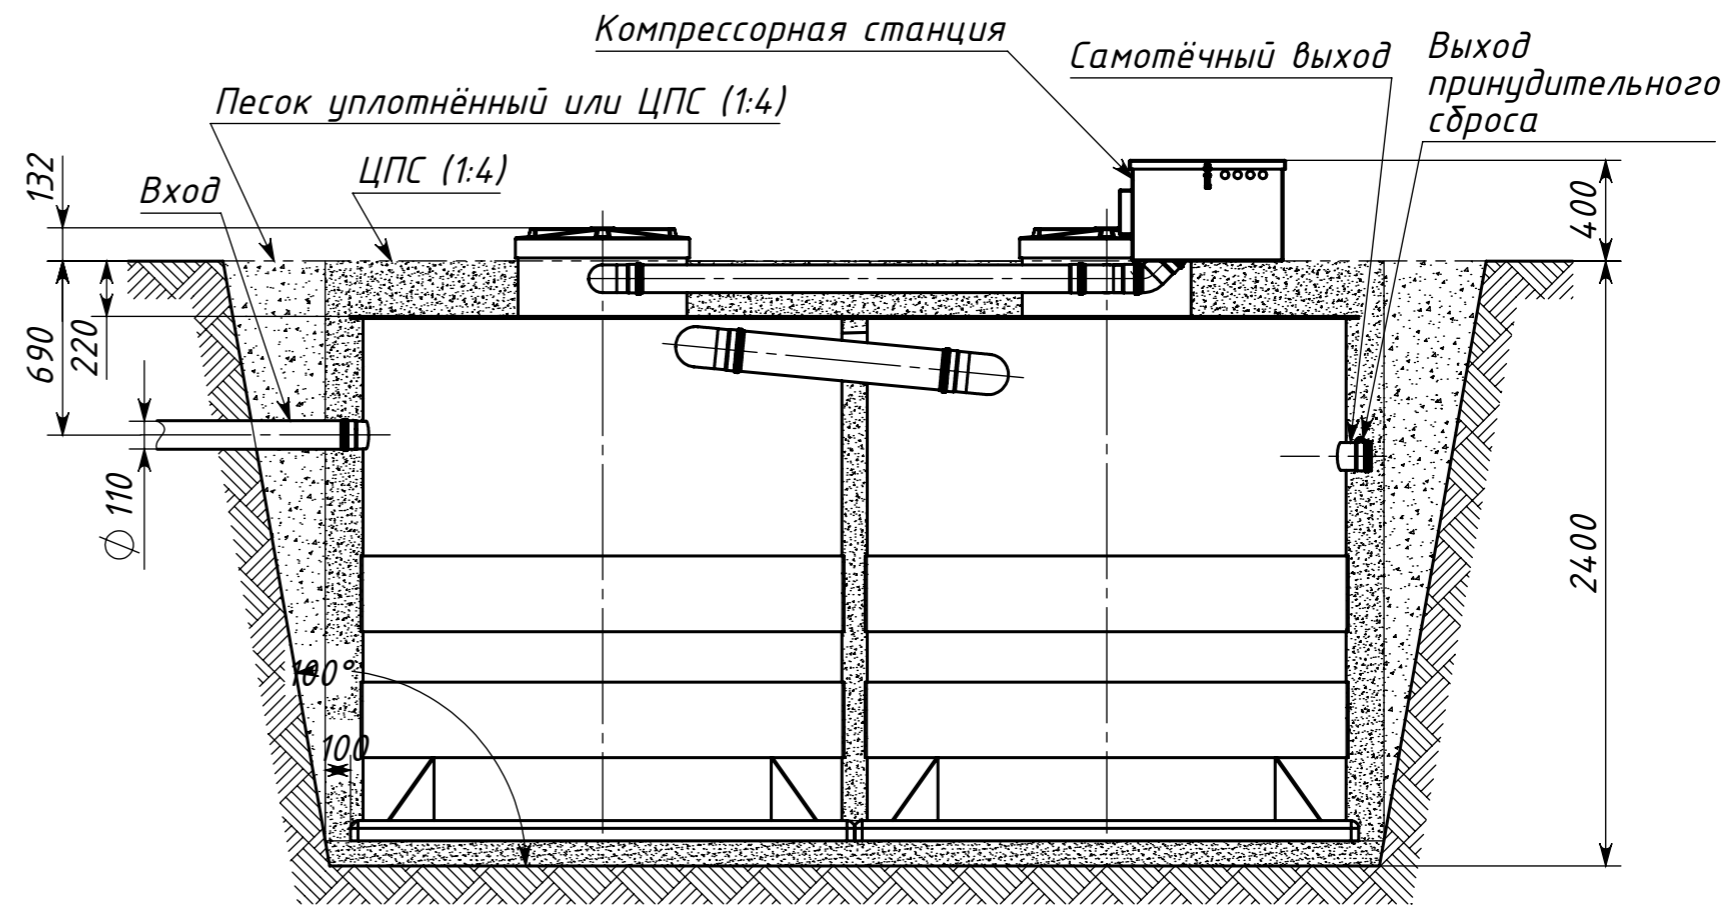 Компрессорная станция
Самотёчный выход
Выход
принудительного
сброса
Песок уплотнённый или ЦПС (1:4)
ЦПС (1:4)
Вход
132
400
690
220
⌀ 110
2400
100°
100